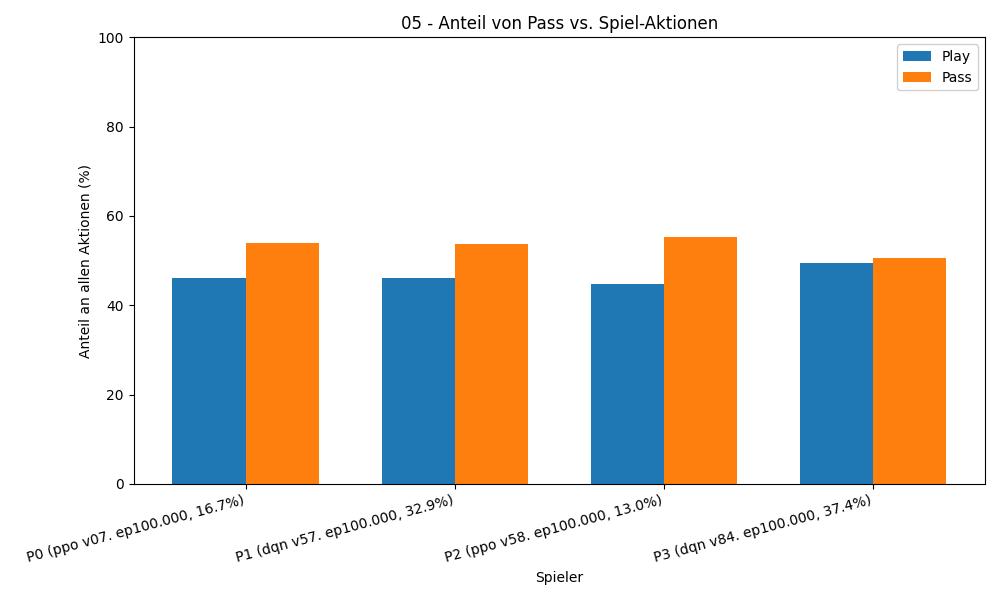 05 - Anteil von Pass vs. Spiel-Aktionen
Play
Pass
Anteil an allen Aktionen (%)
100
80
60
40
20
0
P0 (ppo v07. ep100.000, 16.7%)
P1 (dqn v57. ep100.000, 32.9%)
P2 (ppo v58. ep100.000, 13.0%)
P3 (dqn v84. ep100.000, 37.4%)
Spieler